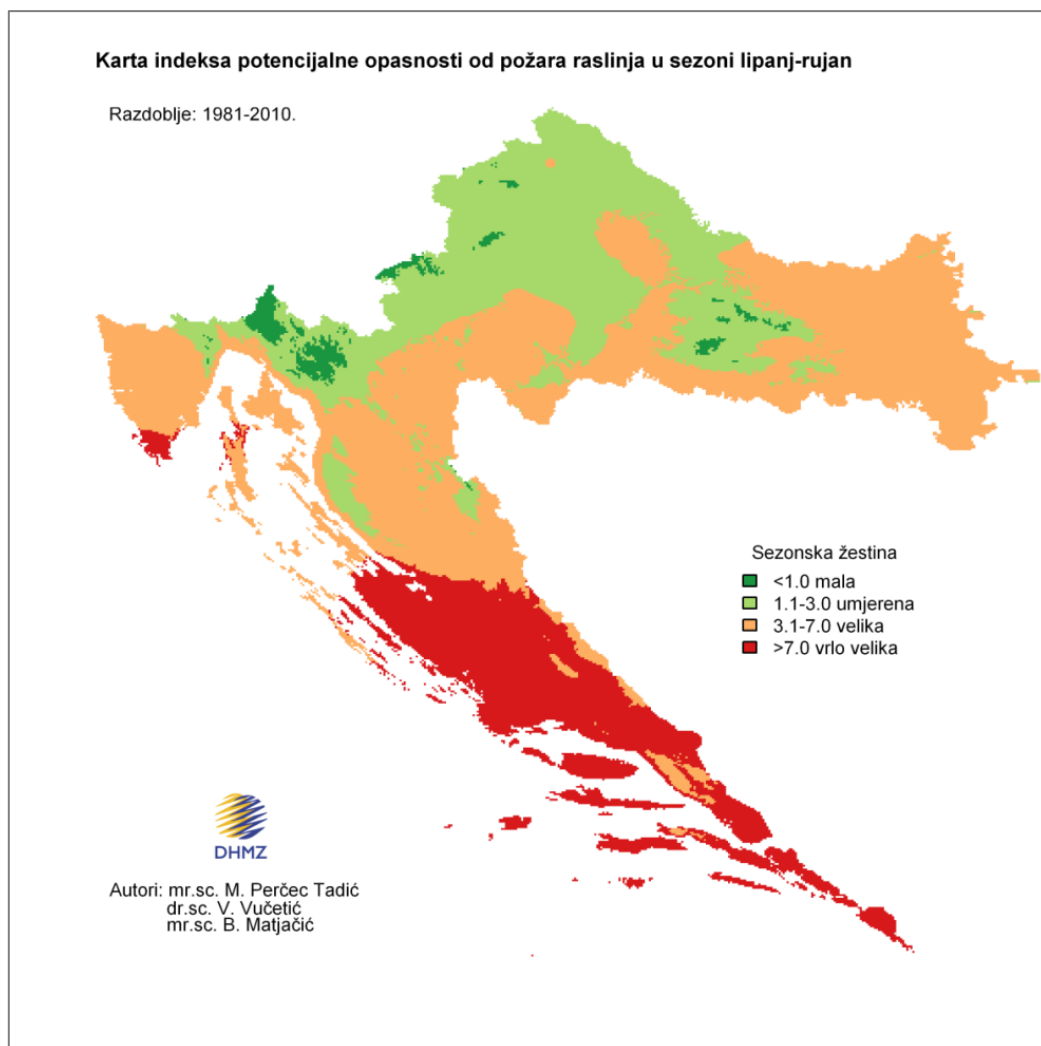 Karta indeksa potencijalne opasnosti od požara raslinja u sezoni lipanj-rujan
Razdoblje: 1981-2010.
Sezonska žestina
<1.0 mala
1.1-3.0 umjerena
3.1-7.0 velika
>7.0 vrlo velika
DHMZ
Autori: mr.sc. M. Perčec Tadić
dr.sc. V. Vučetić
mr.sc. B. Matjačić